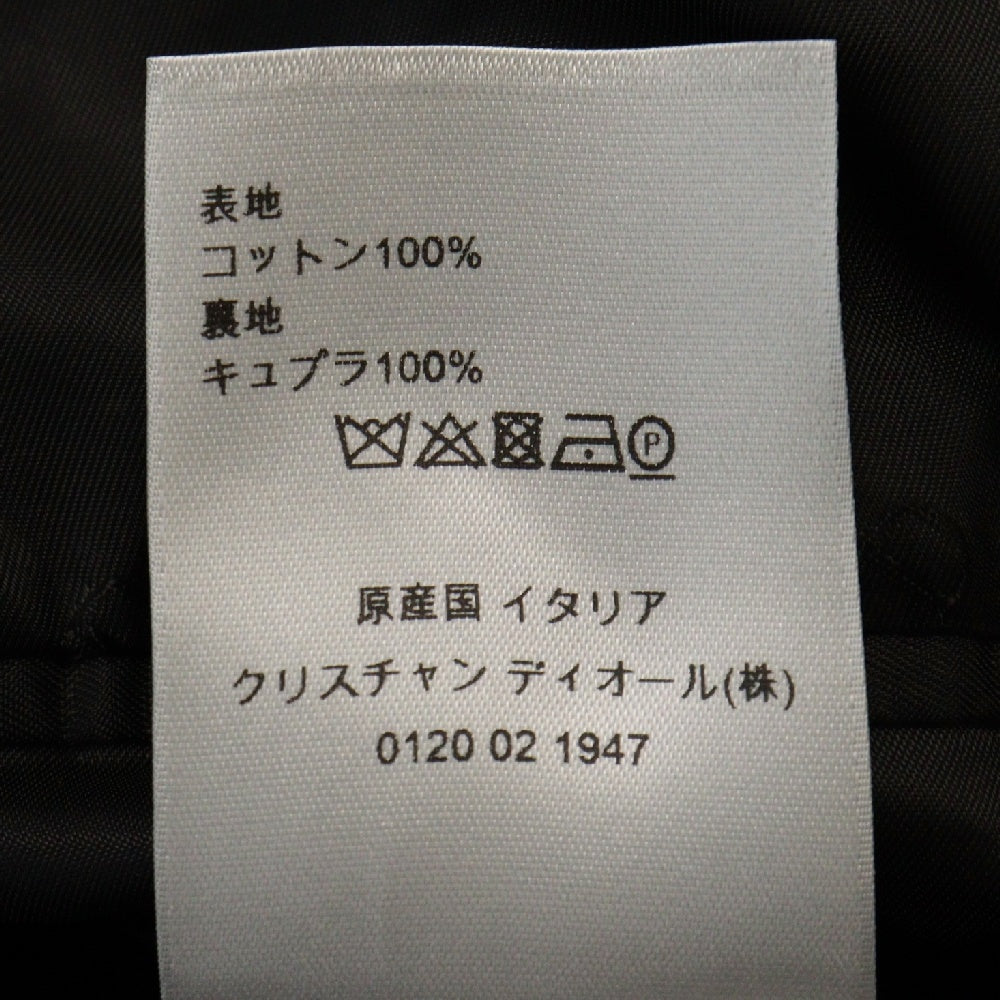 表地
コットン100%
裏地
キュプラ100%
P
原産国 イタリア
クリスチャン ディオール(株)
0120 02 1947